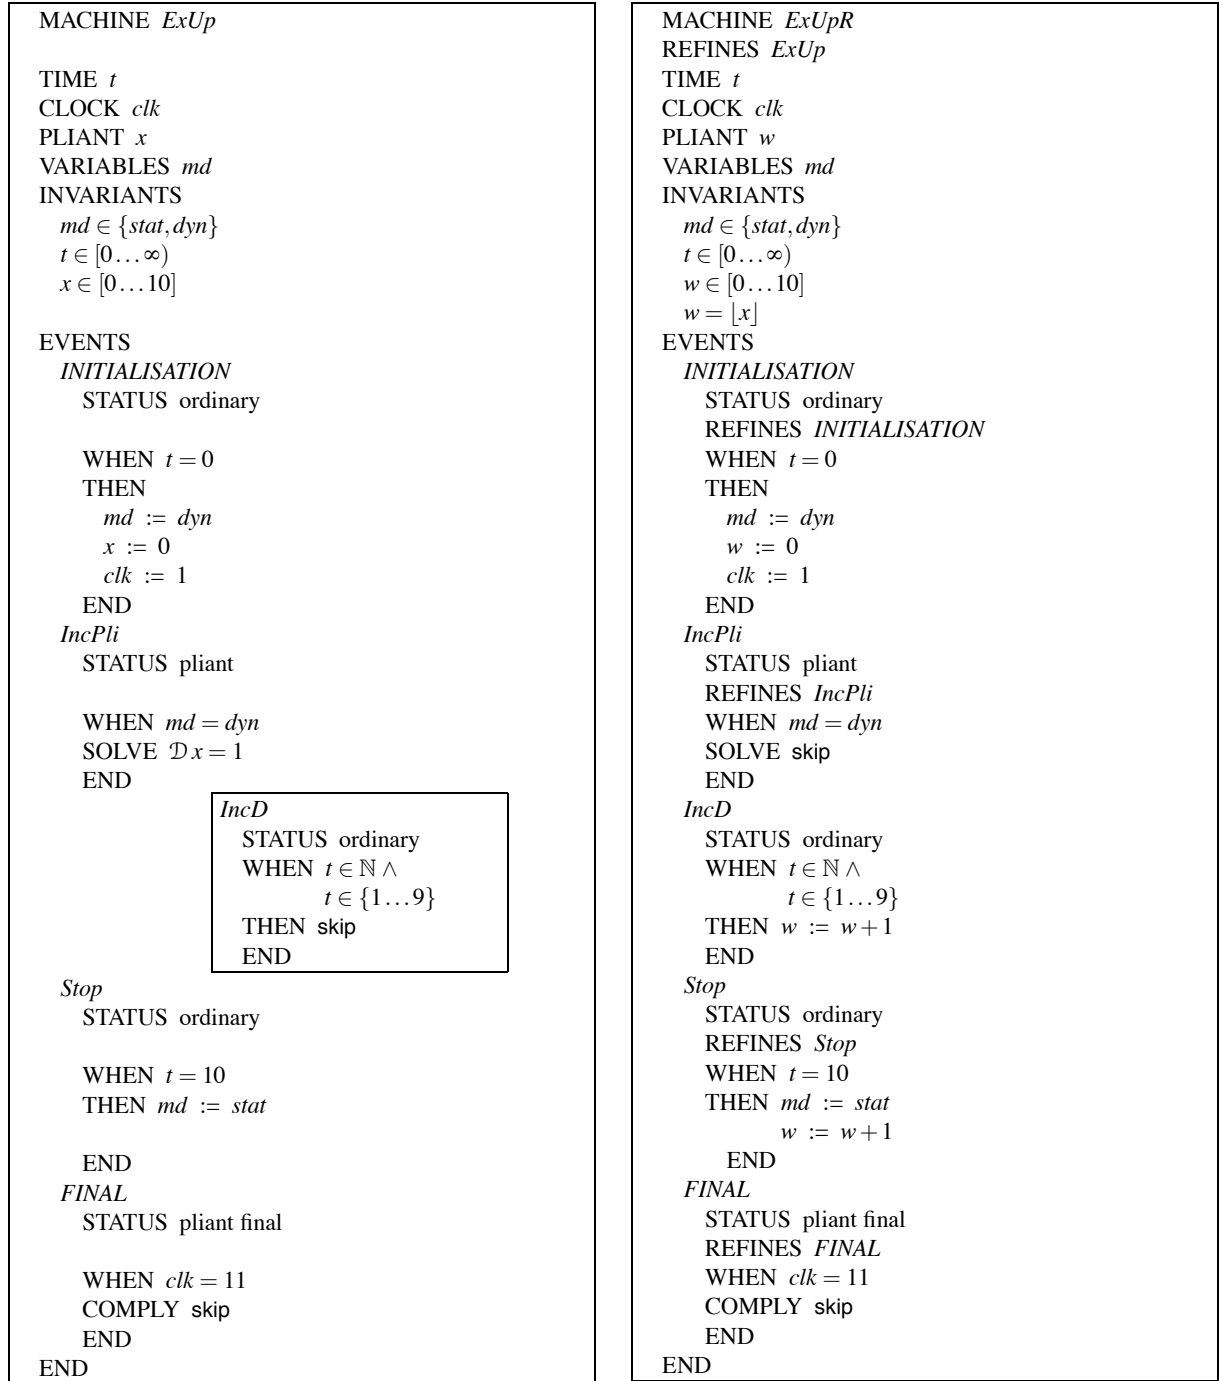 MACHINE ExUp
TIME t
CLOCK clk
PLIANT x
VARIABLES md
INVARIANTS
md ∈ {stat,dyn}
t ∈ [0…∞)
x ∈ [0…10]
EVENTS
INITIALISATION
STATUS ordinary
WHEN t = 0
THEN
md := dyn
x := 0
clk := 1
END
IncPli
STATUS pliant
WHEN md = dyn
SOLVE 𝒟 x = 1
END
IncD
STATUS ordinary
WHEN t ∈ ℕ ∧
t ∈ {1…9}
THEN skip
END
Stop
STATUS ordinary
WHEN t = 10
THEN md := stat
END
FINAL
STATUS pliant final
WHEN clk = 11
COMPLY skip
END
END
MACHINE ExUpR
REFINES ExUp
TIME t
CLOCK clk
PLIANT w
VARIABLES md
INVARIANTS
md ∈ {stat,dyn}
t ∈ [0…∞)
w ∈ [0…10]
w = ⌊x⌋
EVENTS
INITIALISATION
STATUS ordinary
REFINES INITIALISATION
WHEN t = 0
THEN
md := dyn
w := 0
clk := 1
END
IncPli
STATUS pliant
REFINES IncPli
WHEN md = dyn
SOLVE skip
END
IncD
STATUS ordinary
WHEN t ∈ ℕ ∧
t ∈ {1…9}
THEN w := w + 1
END
Stop
STATUS ordinary
REFINES Stop
WHEN t = 10
THEN md := stat
w := w + 1
END
FINAL
STATUS pliant final
REFINES FINAL
WHEN clk = 11
COMPLY skip
END
END